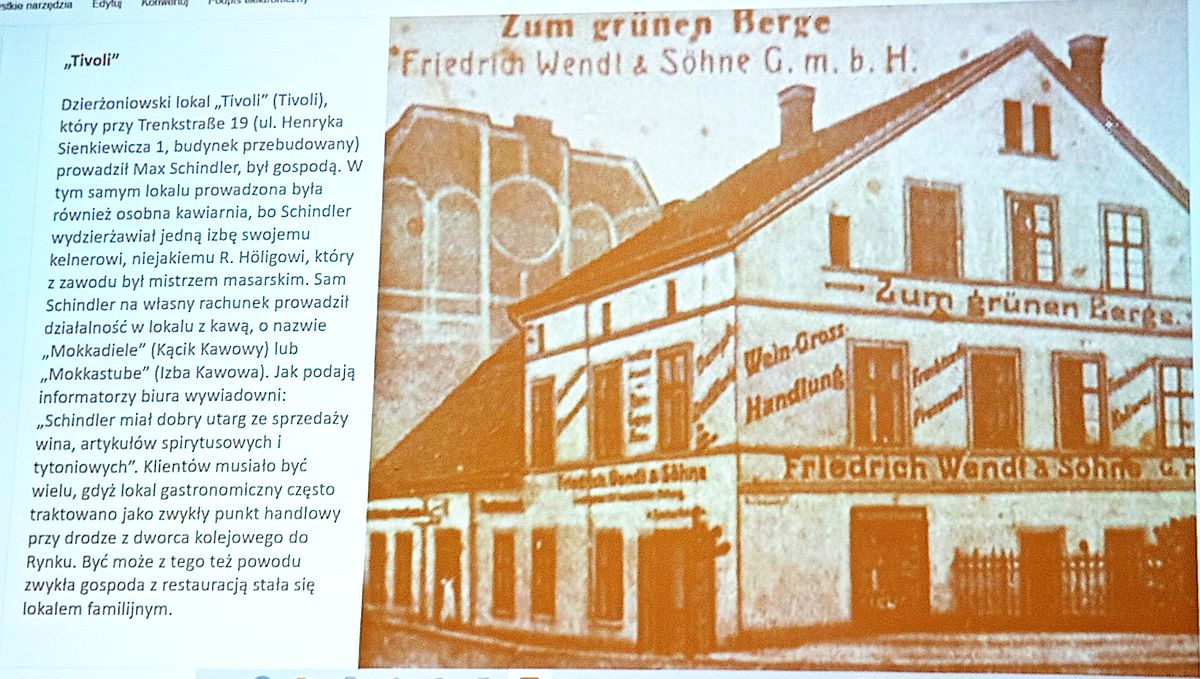 stkie narzędzia Edytuj Konwertuj Podpis elektroniczny
„Tivoli”
Dzierżoniowski lokal „Tivoli” (Tivoli),
który przy Trenkstraße 19 (ul. Henryka
Sienkiewicza 1, budynek przebudowany)
prowadził Max Schindler, był gospodą. W
tym samym lokalu prowadzona była
również osobna kawiarnia, bo Schindler
wydzierżawiał jedną izbę swojemu
kelnerowi, niejakiemu R. Höligowi, który
z zawodu był mistrzem masarskim. Sam
Schindler na własny rachunek prowadził
działalność w lokalu z kawą, o nazwie
„Mokkadiele” (Kącik Kawowy) lub
„Mokkastube” (Izba Kawowa). Jak podają
informatorzy biura wywiadowni:
„Schindler miał dobry utarg ze sprzedaży
wina, artykułów spirytusowych i
tytoniowych”. Klientów musiało być
wielu, gdyż lokal gastronomiczny często
traktowano jako zwykły punkt handlowy
przy drodze z dworca kolejowego do
Rynku. Być może z tego też powodu
zwykła gospoda z restauracją stała się
lokalem familijnym.
Zum grünen Berge
Friedrich Wendl & Söhne G. m. b. H.
Zum grünen Berge.
Wein-Gross-
Handlung
Friedrich Wendl & Söhne G. m
Friedrich Wendl & Söhne